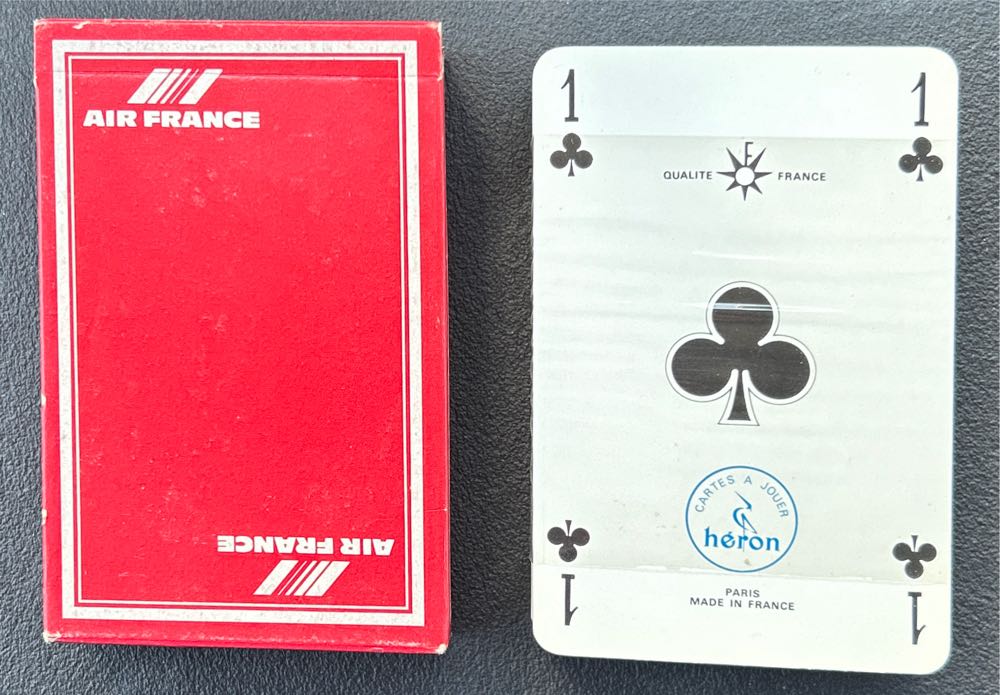 AIR FRANCE
AIR FRANCE
1 1
F
QUALITE FRANCE
CARTES A JOUER
héron
1 1
PARIS
MADE IN FRANCE